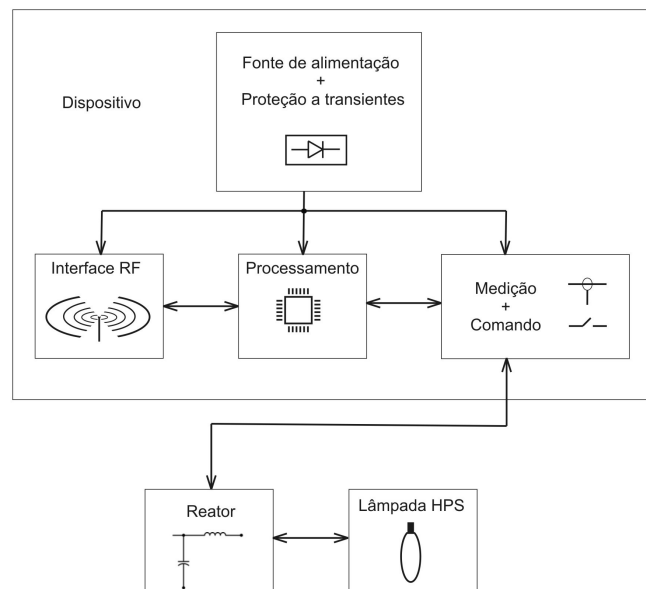 Fonte de alimentação
+
Proteção a transientes
Dispositivo
Interface RF
Processamento
Medição
+
Comando
Reator
Lâmpada HPS